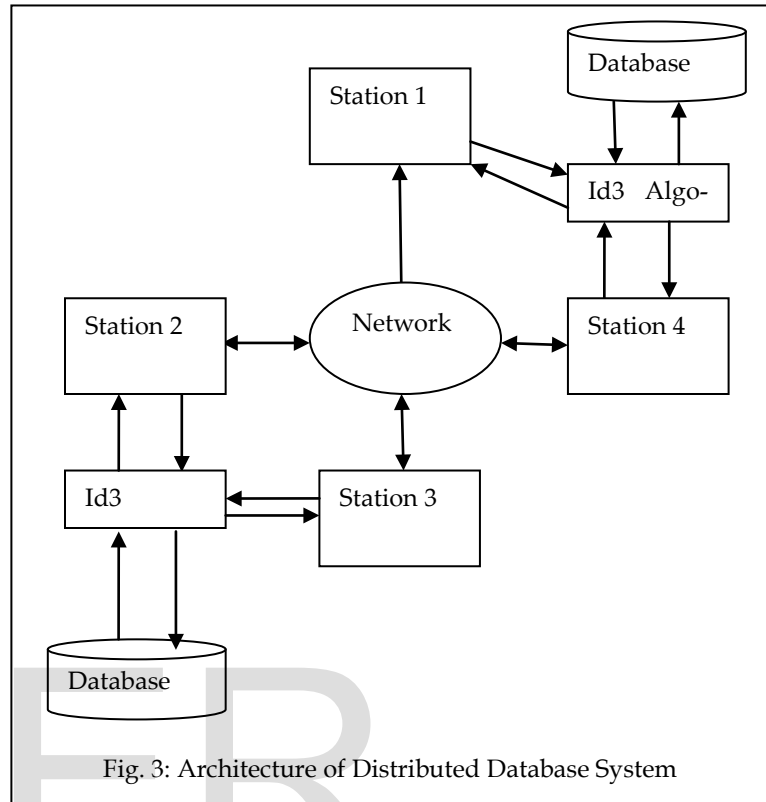 Database
Station 1
Id3 Algo-
Station 2
Network
Station 4
Id3
Station 3
Database
ER
Fig. 3: Architecture of Distributed Database System